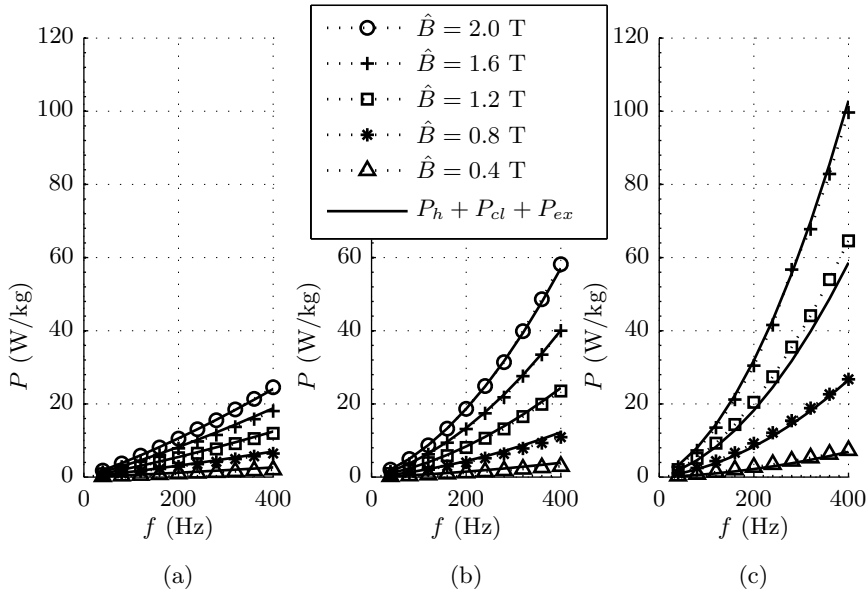 B̂ = 2.0 T
B̂ = 1.6 T
B̂ = 1.2 T
B̂ = 0.8 T
B̂ = 0.4 T
P_h + P_cl + P_ex
120
100
80
60
40
20
0
P (W/kg)
0 200 400
f (Hz)
(a)
60
40
20
0
P (W/kg)
0 200 400
f (Hz)
(b)
120
100
80
60
40
20
0
P (W/kg)
0 200 400
f (Hz)
(c)